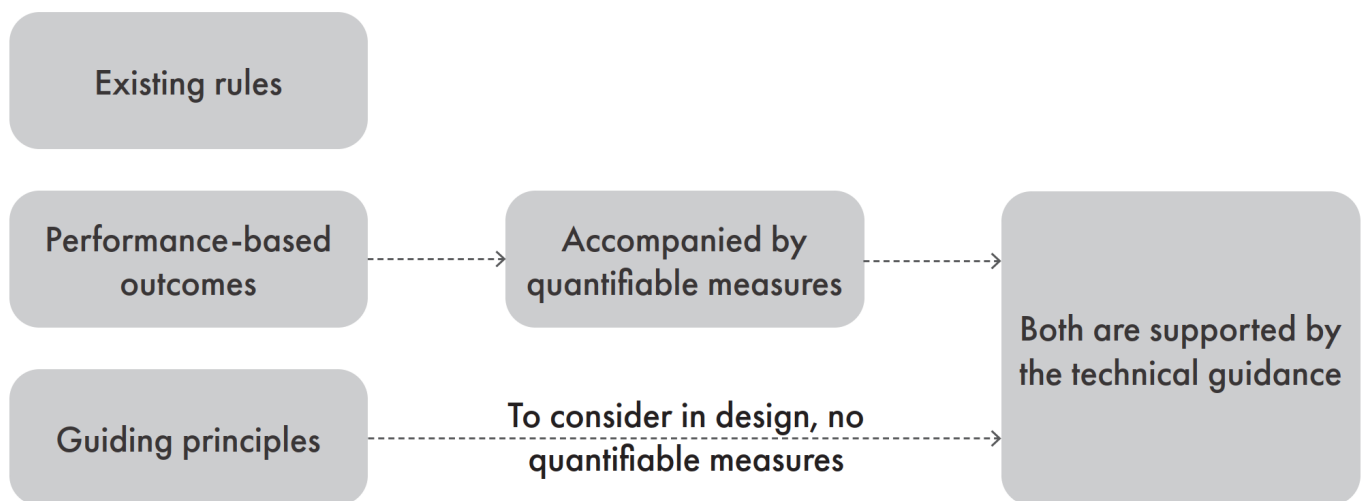 Existing rules
Performance-based
outcomes
Accompanied by
quantifiable measures
Both are supported by
the technical guidance
Guiding principles
To consider in design, no
quantifiable measures